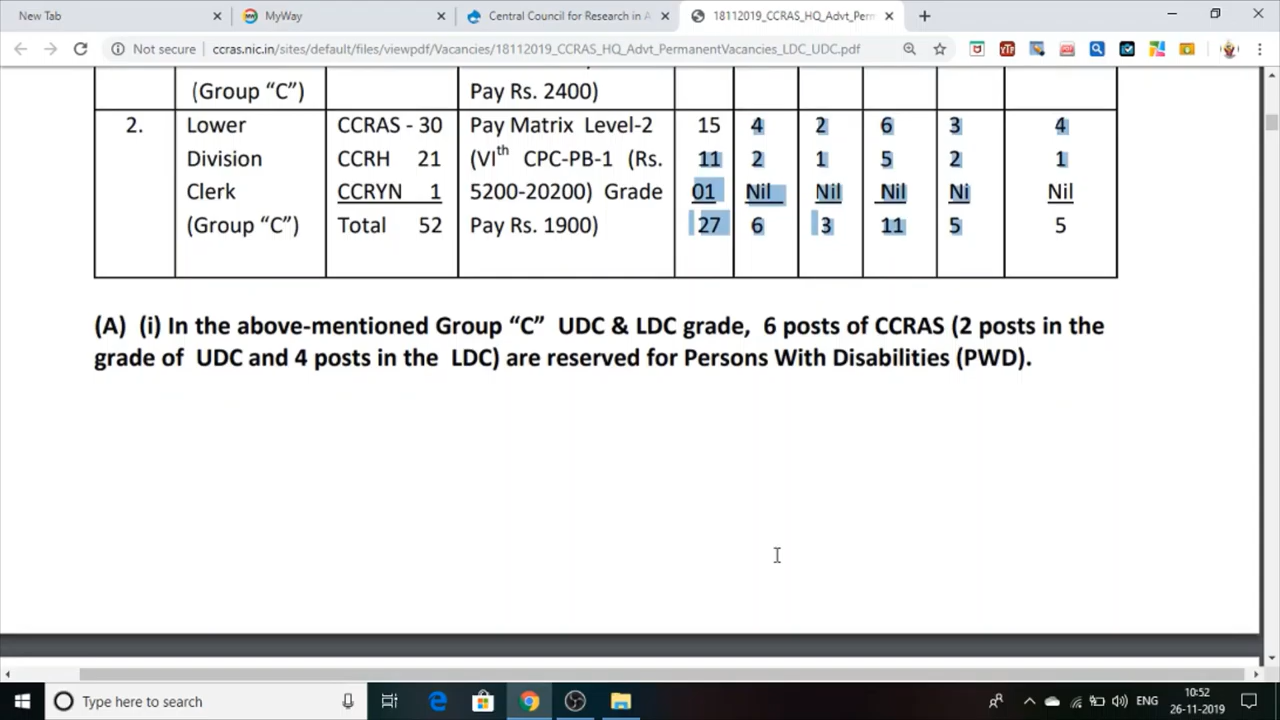 New Tab
MyWay
Central Council for Research in A
18112019_CCRAS_HQ_Advt_Perm
Not secure ccras.nic.in/sites/default/files/viewpdf/Vacancies/18112019_CCRAS_HQ_Advt_PermanentVacancies_LDC_UDC.pdf
(Group “C”) Pay Rs. 2400)
2. Lower CCRAS - 30 Pay Matrix Level-2 15 4 2 6 3 4
Division CCRH 21 (VIth CPC-PB-1 (Rs. 11 2 1 5 2 1
Clerk CCRYN 1 5200-20200) Grade 01 Nil Nil Nil Ni Nil
(Group “C”) Total 52 Pay Rs. 1900) 27 6 3 11 5 5
(A) (i) In the above-mentioned Group “C” UDC & LDC grade, 6 posts of CCRAS (2 posts in the
grade of UDC and 4 posts in the LDC) are reserved for Persons With Disabilities (PWD).
Type here to search
ENG
10:52
26-11-2019